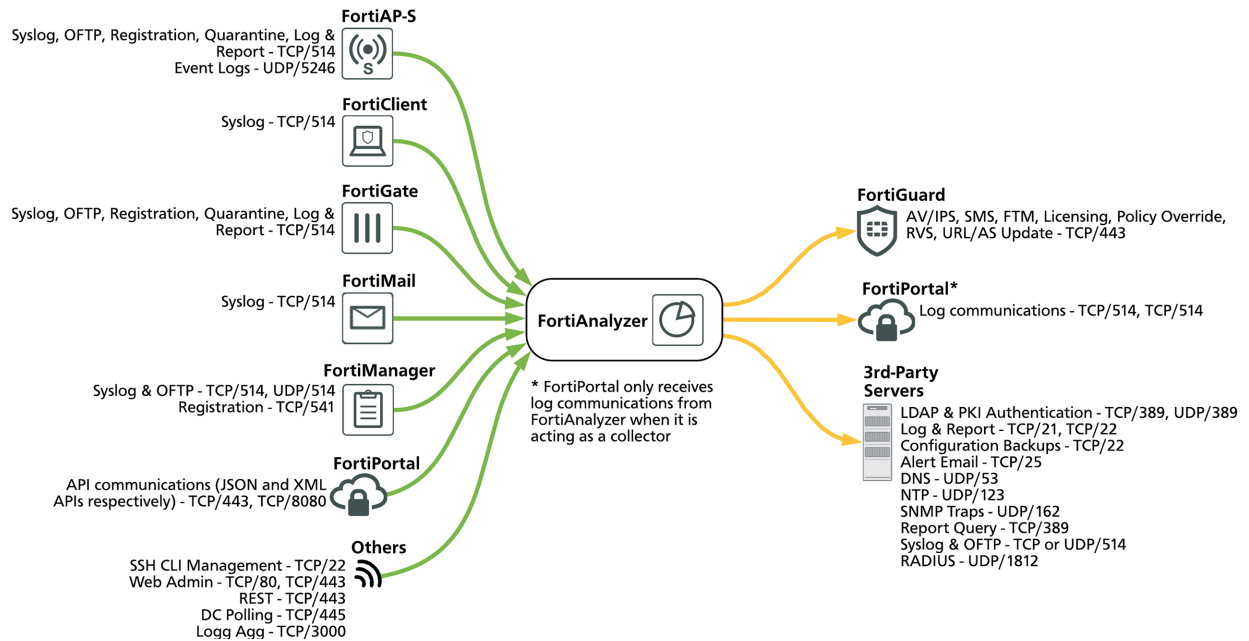 FortiAP-S
Syslog, OFTP, Registration, Quarantine, Log &
Report - TCP/514
Event Logs - UDP/5246
S
FortiClient
Syslog - TCP/514
FortiGate
Syslog, OFTP, Registration, Quarantine, Log &
Report - TCP/514
FortiMail
Syslog - TCP/514
FortiManager
Syslog & OFTP - TCP/514, UDP/514
Registration - TCP/541
FortiPortal
API communications (JSON and XML
APIs respectively) - TCP/443, TCP/8080
Others
SSH CLI Management - TCP/22
Web Admin - TCP/80, TCP/443
REST - TCP/443
DC Polling - TCP/445
Logg Agg - TCP/3000
FortiAnalyzer
* FortiPortal only receives
log communications from
FortiAnalyzer when it is
acting as a collector
FortiGuard
AV/IPS, SMS, FTM, Licensing, Policy Override,
RVS, URL/AS Update - TCP/443
FortiPortal*
Log communications - TCP/514, TCP/514
3rd-Party
Servers
LDAP & PKI Authentication - TCP/389, UDP/389
Log & Report - TCP/21, TCP/22
Configuration Backups - TCP/22
Alert Email - TCP/25
DNS - UDP/53
NTP - UDP/123
SNMP Traps - UDP/162
Report Query - TCP/389
Syslog & OFTP - TCP or UDP/514
RADIUS - UDP/1812